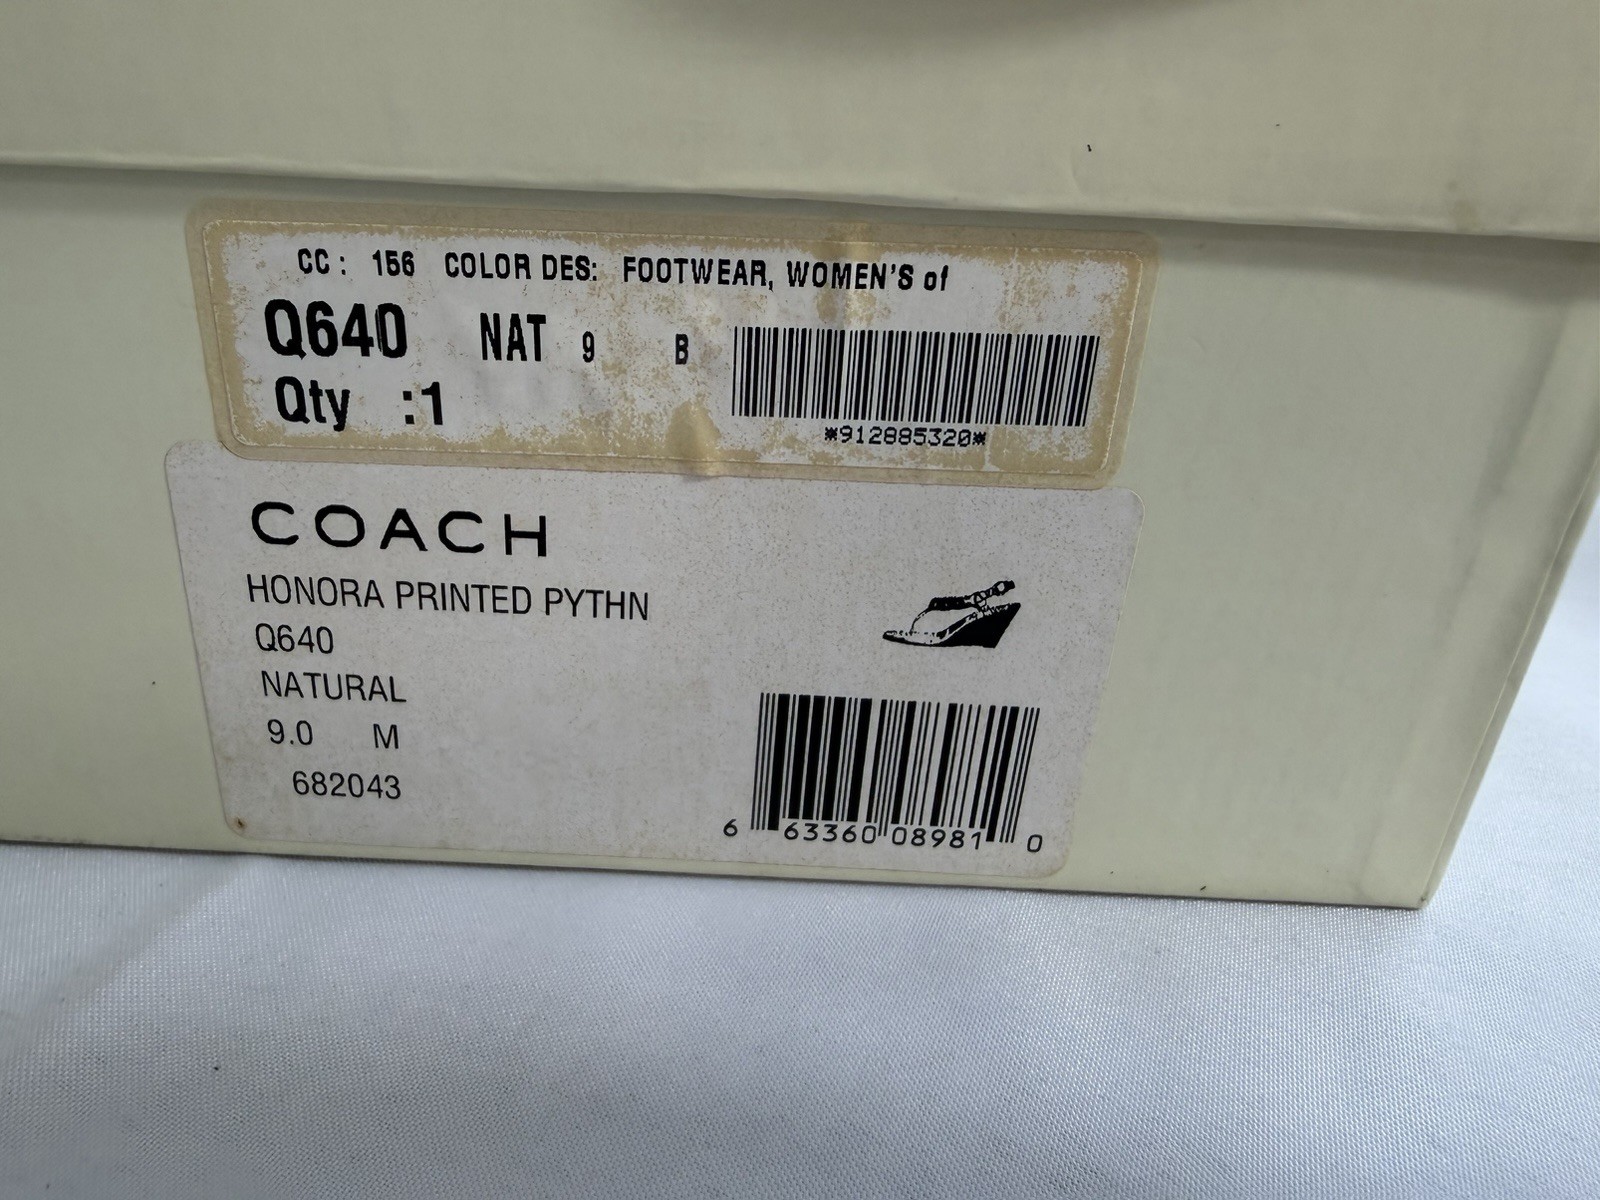 CC: 156 COLOR DES: FOOTWEAR, WOMEN'S of
Q640 NAT 9 B
Qty :1
*912885320*
COACH
HONORA PRINTED PYTHN
Q640
NATURAL
9.0 M
682043
6 63360 08981 0